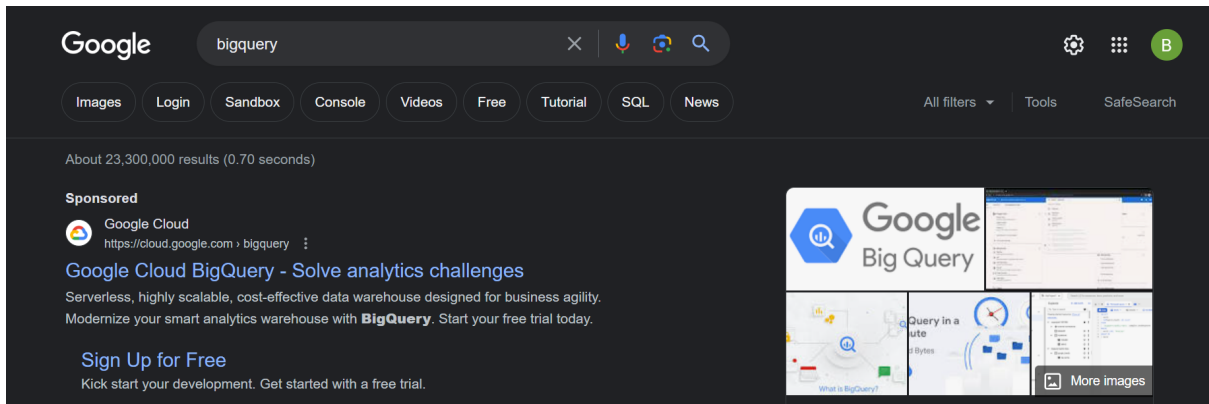 Google
bigquery
B
Images
Login
Sandbox
Console
Videos
Free
Tutorial
SQL
News
All filters
Tools
SafeSearch
About 23,300,000 results (0.70 seconds)
Sponsored
Google Cloud
https://cloud.google.com › bigquery
Google Cloud BigQuery - Solve analytics challenges
Serverless, highly scalable, cost-effective data warehouse designed for business agility.
Modernize your smart analytics warehouse with BigQuery. Start your free trial today.
Sign Up for Free
Kick start your development. Get started with a free trial.
Google
Big Query
What is BigQuery?
Query in a
Bytes
More images